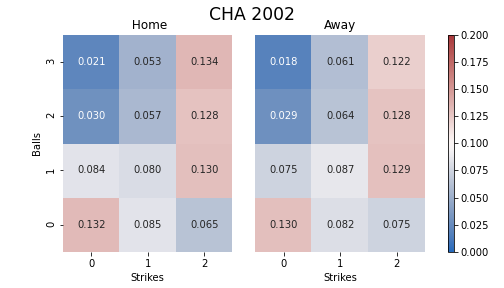 CHA 2002
Home
Away
3 0.021 0.053 0.134 0.018 0.061 0.122
2 0.030 0.057 0.128 0.029 0.064 0.128
1 0.084 0.080 0.130 0.075 0.087 0.129
0 0.132 0.085 0.065 0.130 0.082 0.075
Balls
0 1 2
Strikes
0 1 2
Strikes
0.200
0.175
0.150
0.125
0.100
0.075
0.050
0.025
0.000